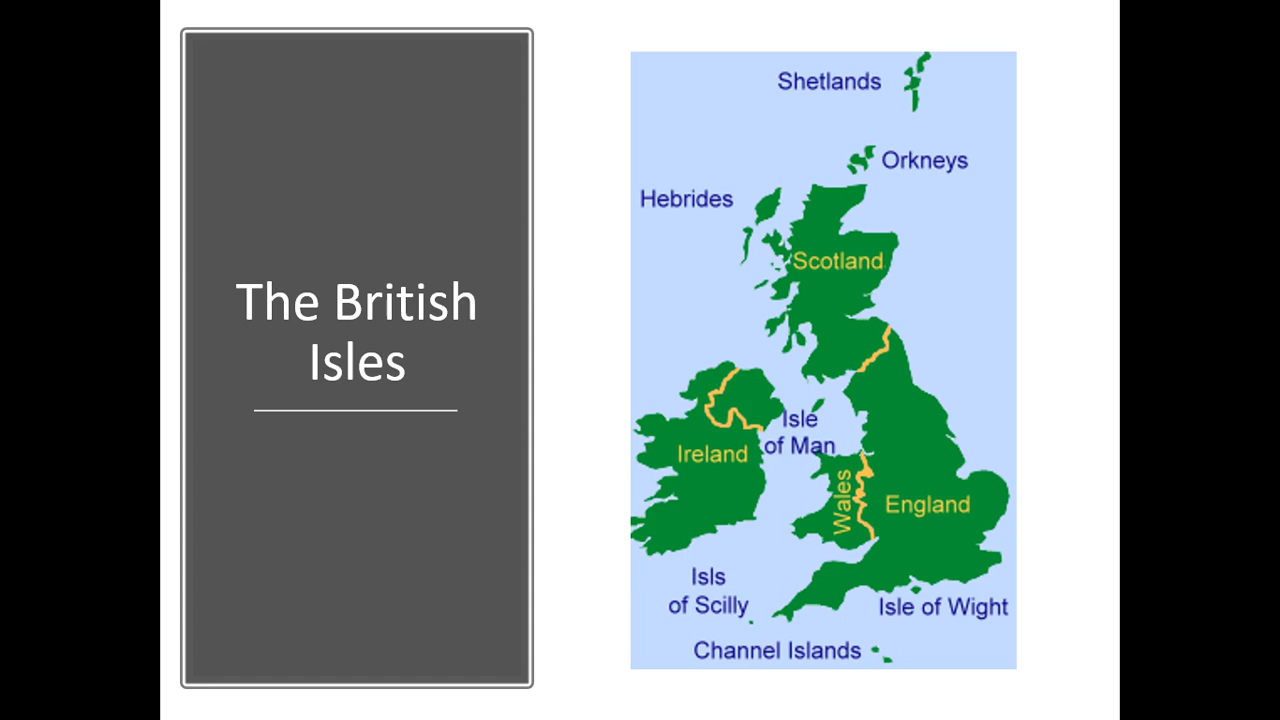 The British
Isles
Shetlands
Orkneys
Hebrides
Scotland
Isle
of Man
Ireland
Wales
England
Isls
of Scilly
Isle of Wight
Channel Islands